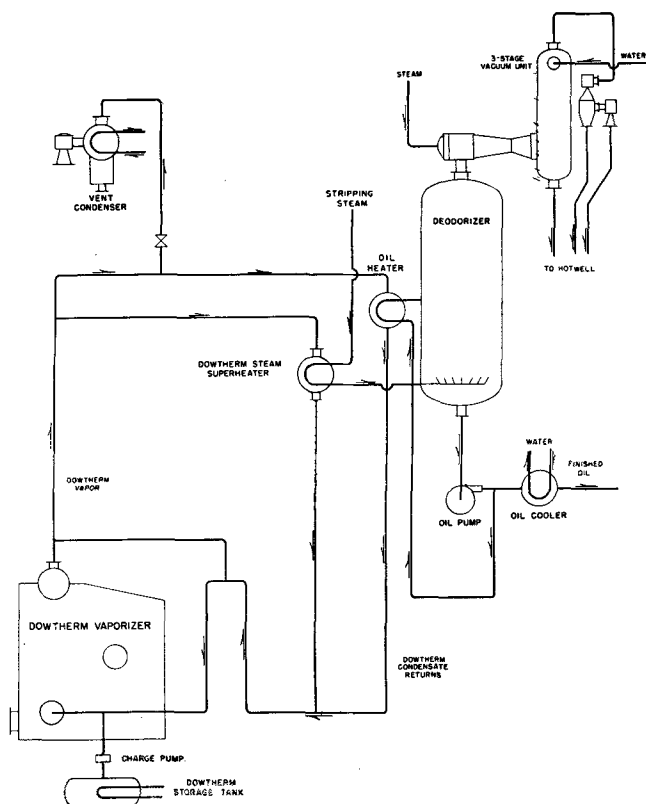 3-STAGE
VACUUM UNIT
WATER
STEAM
VENT
CONDENSER
STRIPPING
STEAM
DEODORIZER
OIL
HEATER
TO HOTWELL
DOWTHERM STEAM
SUPERHEATER
DOWTHERM
VAPOR
WATER
FINISHED
OIL
OIL PUMP
OIL COOLER
DOWTHERM VAPORIZER
DOWTHERM
CONDENSATE
RETURNS
CHARGE PUMP.
DOWTHERM
STORAGE TANK